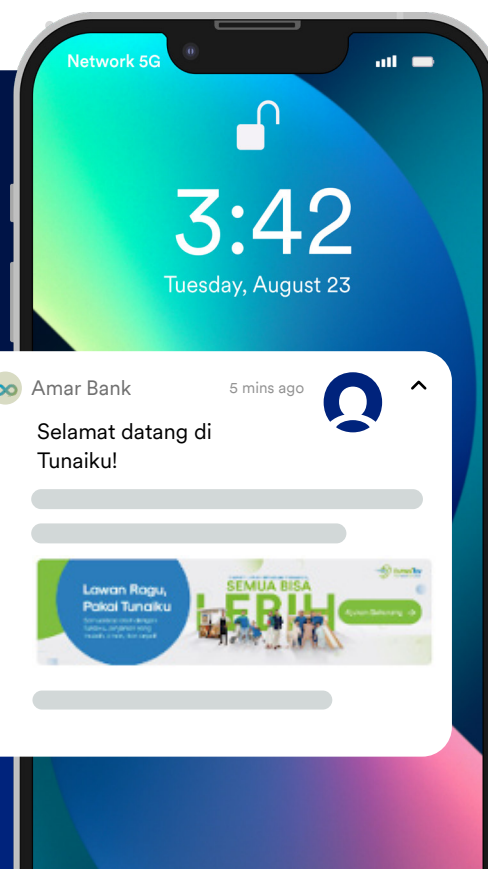 Network 5G
3:42
Tuesday, August 23
Amar Bank
5 mins ago
Selamat datang di
Tunaiku!
Lawan Ragu,
Pakai Tunaiku
SEMUA BISA
LEBIH